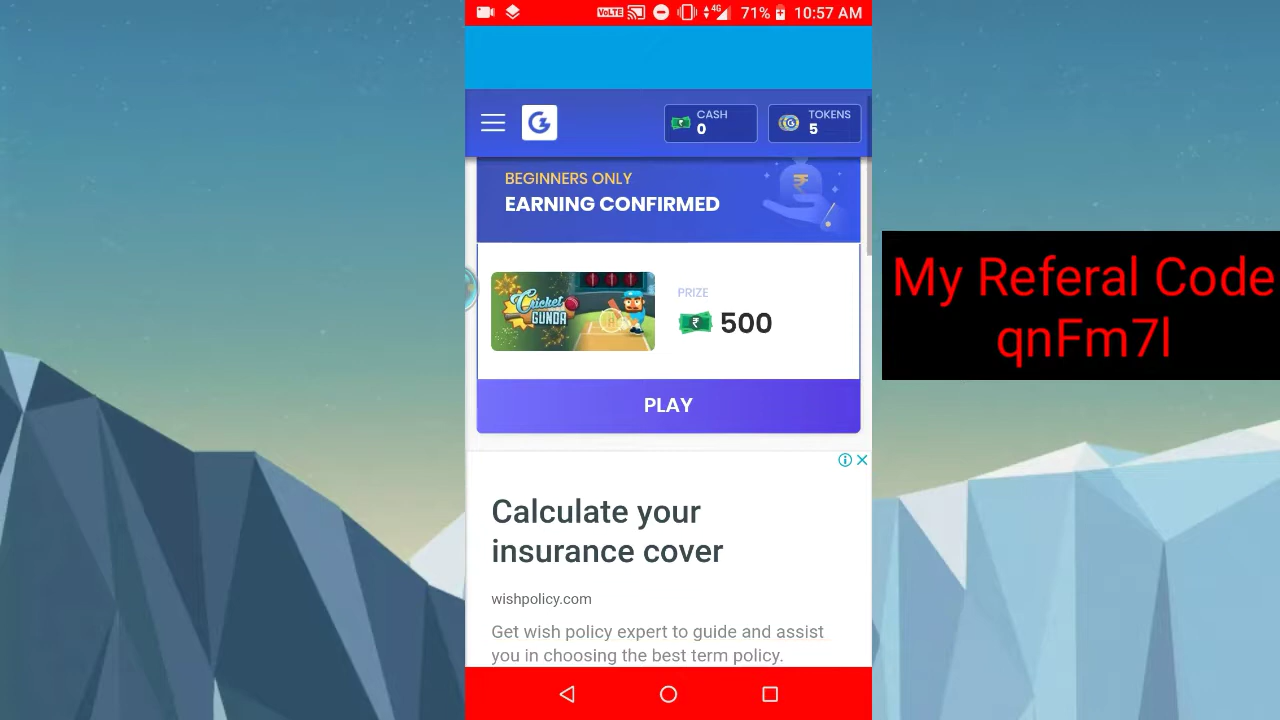 VoLTE
4G
71%
10:57 AM
CASH
0
TOKENS
5
BEGINNERS ONLY
EARNING CONFIRMED
Cricket
GUNDA
PRIZE
500
PLAY
Calculate your
insurance cover
wishpolicy.com
Get wish policy expert to guide and assist
you in choosing the best term policy.
My Referal Code
qnFm7l